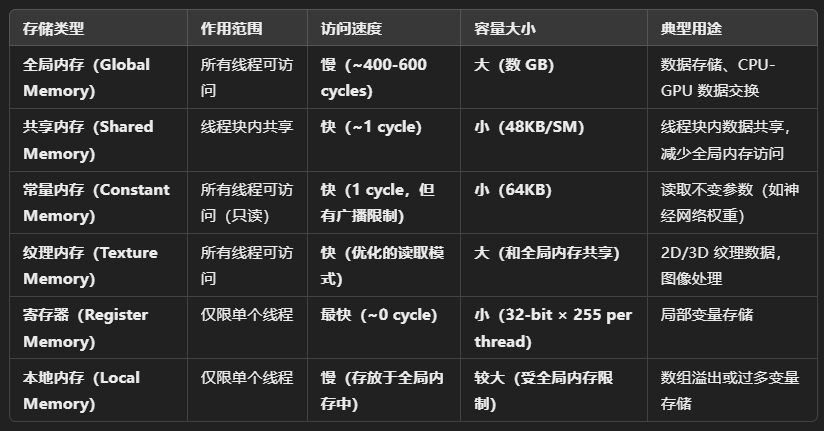 存储类型 作用范围 访问速度 容量大小 典型用途
全局内存（Global 所有线程可访 慢（~400-600 大（数 GB） 数据存储、CPU-
Memory) 问 cycles) GPU 数据交换
共享内存（Shared 线程块内共享 快（~1 cycle) 小（48KB/SM) 线程块内数据共享，
Memory) 减少全局内存访问
常量内存（Constant 所有线程可访 快（1 cycle，但 小（64KB) 读取不变参数（如神
Memory) 问（只读） 有广播限制） 经网络权重）
纹理内存（Texture 所有线程可访 快（优化的读取模 大（和全局内存共享） 2D/3D 纹理数据，
Memory) 问 式） 图像处理
寄存器（Register 仅限单个线程 最快（~0 cycle) 小（32-bit × 255 per 局部变量存储
Memory) thread)
本地内存（Local 仅限单个线程 慢（存放于全局内 较大（受全局内存限 数组溢出或过多变量
Memory) 存中） 制） 存储